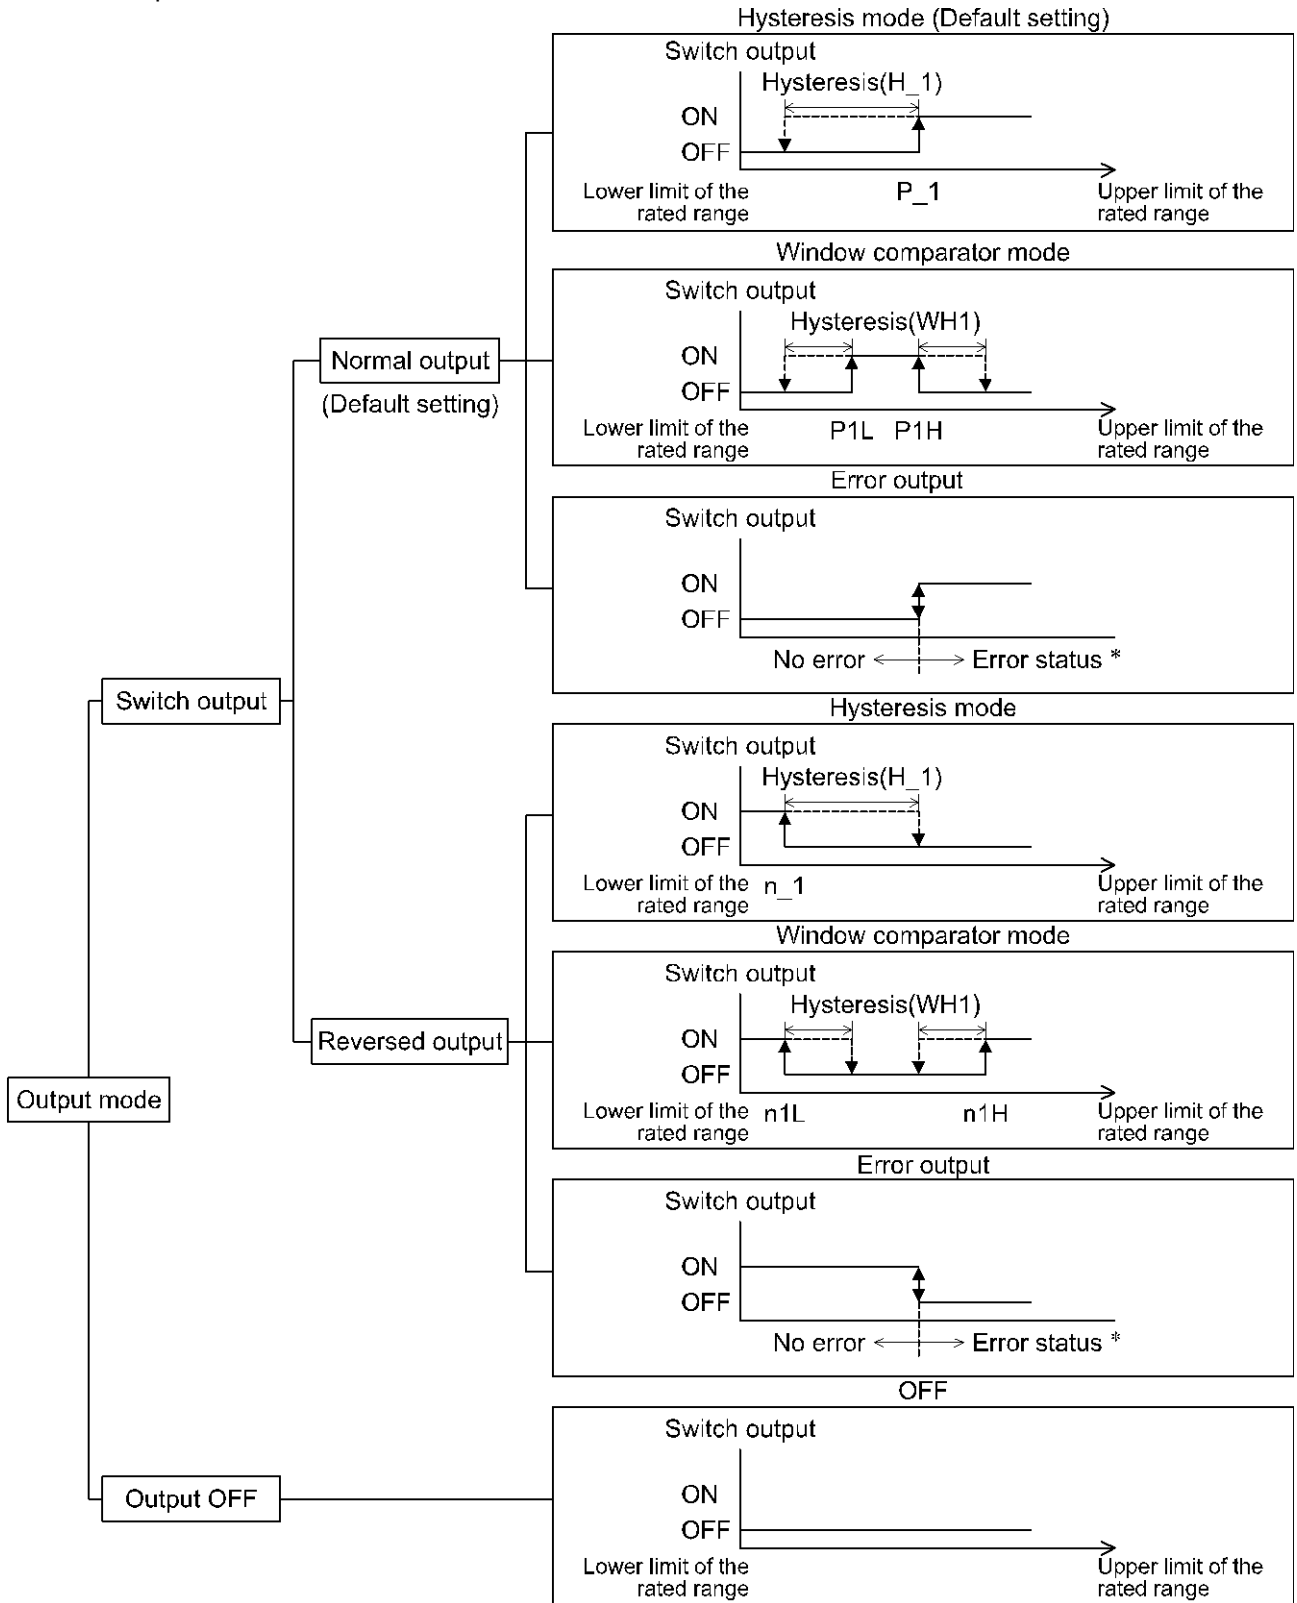 Hysteresis mode (Default setting)
Switch output
Hysteresis(H_1)
ON
OFF
Lower limit of the
rated range
P_1
Upper limit of the
rated range
Window comparator mode
Switch output
Hysteresis(WH1)
ON
OFF
Lower limit of the
rated range
P1L P1H
Upper limit of the
rated range
Normal output
(Default setting)
Error output
Switch output
ON
OFF
No error
Error status *
Switch output
Hysteresis mode
Switch output
Hysteresis(H_1)
ON
OFF
Lower limit of the
rated range
n_1
Upper limit of the
rated range
Window comparator mode
Switch output
Hysteresis(WH1)
ON
OFF
Lower limit of the
rated range
n1L n1H
Upper limit of the
rated range
Reversed output
Output mode
Error output
Switch output
ON
OFF
No error
Error status *
OFF
Switch output
ON
OFF
Lower limit of the
rated range
Upper limit of the
rated range
Output OFF